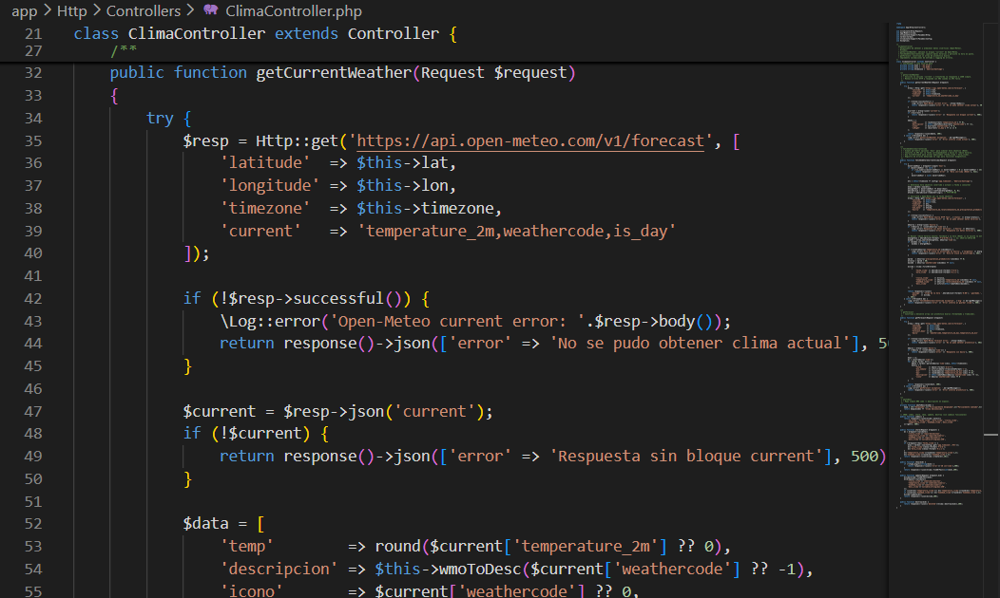 app > Http > Controllers > ClimaController.php
21 class ClimaController extends Controller {
27 /**
32 public function getCurrentWeather(Request $request)
33 {
34 try {
35 $resp = Http::get('https://api.open-meteo.com/v1/forecast', [
36 'latitude' => $this->lat,
37 'longitude' => $this->lon,
38 'timezone' => $this->timezone,
39 'current' => 'temperature_2m,weathercode,is_day'
40 ]);
41
42 if (!$resp->successful()) {
43 \Log::error('Open-Meteo current error: '.$resp->body());
44 return response()->json(['error' => 'No se pudo obtener clima actual'], 5
45 }
46
47 $current = $resp->json('current');
48 if (!$current) {
49 return response()->json(['error' => 'Respuesta sin bloque current'], 500)
50 }
51
52 $data = [
53 'temp' => round($current['temperature_2m'] ?? 0),
54 'descripcion' => $this->wmoToDesc($current['weathercode'] ?? -1),
55 'icono' => $current['weathercode'] ?? 0,